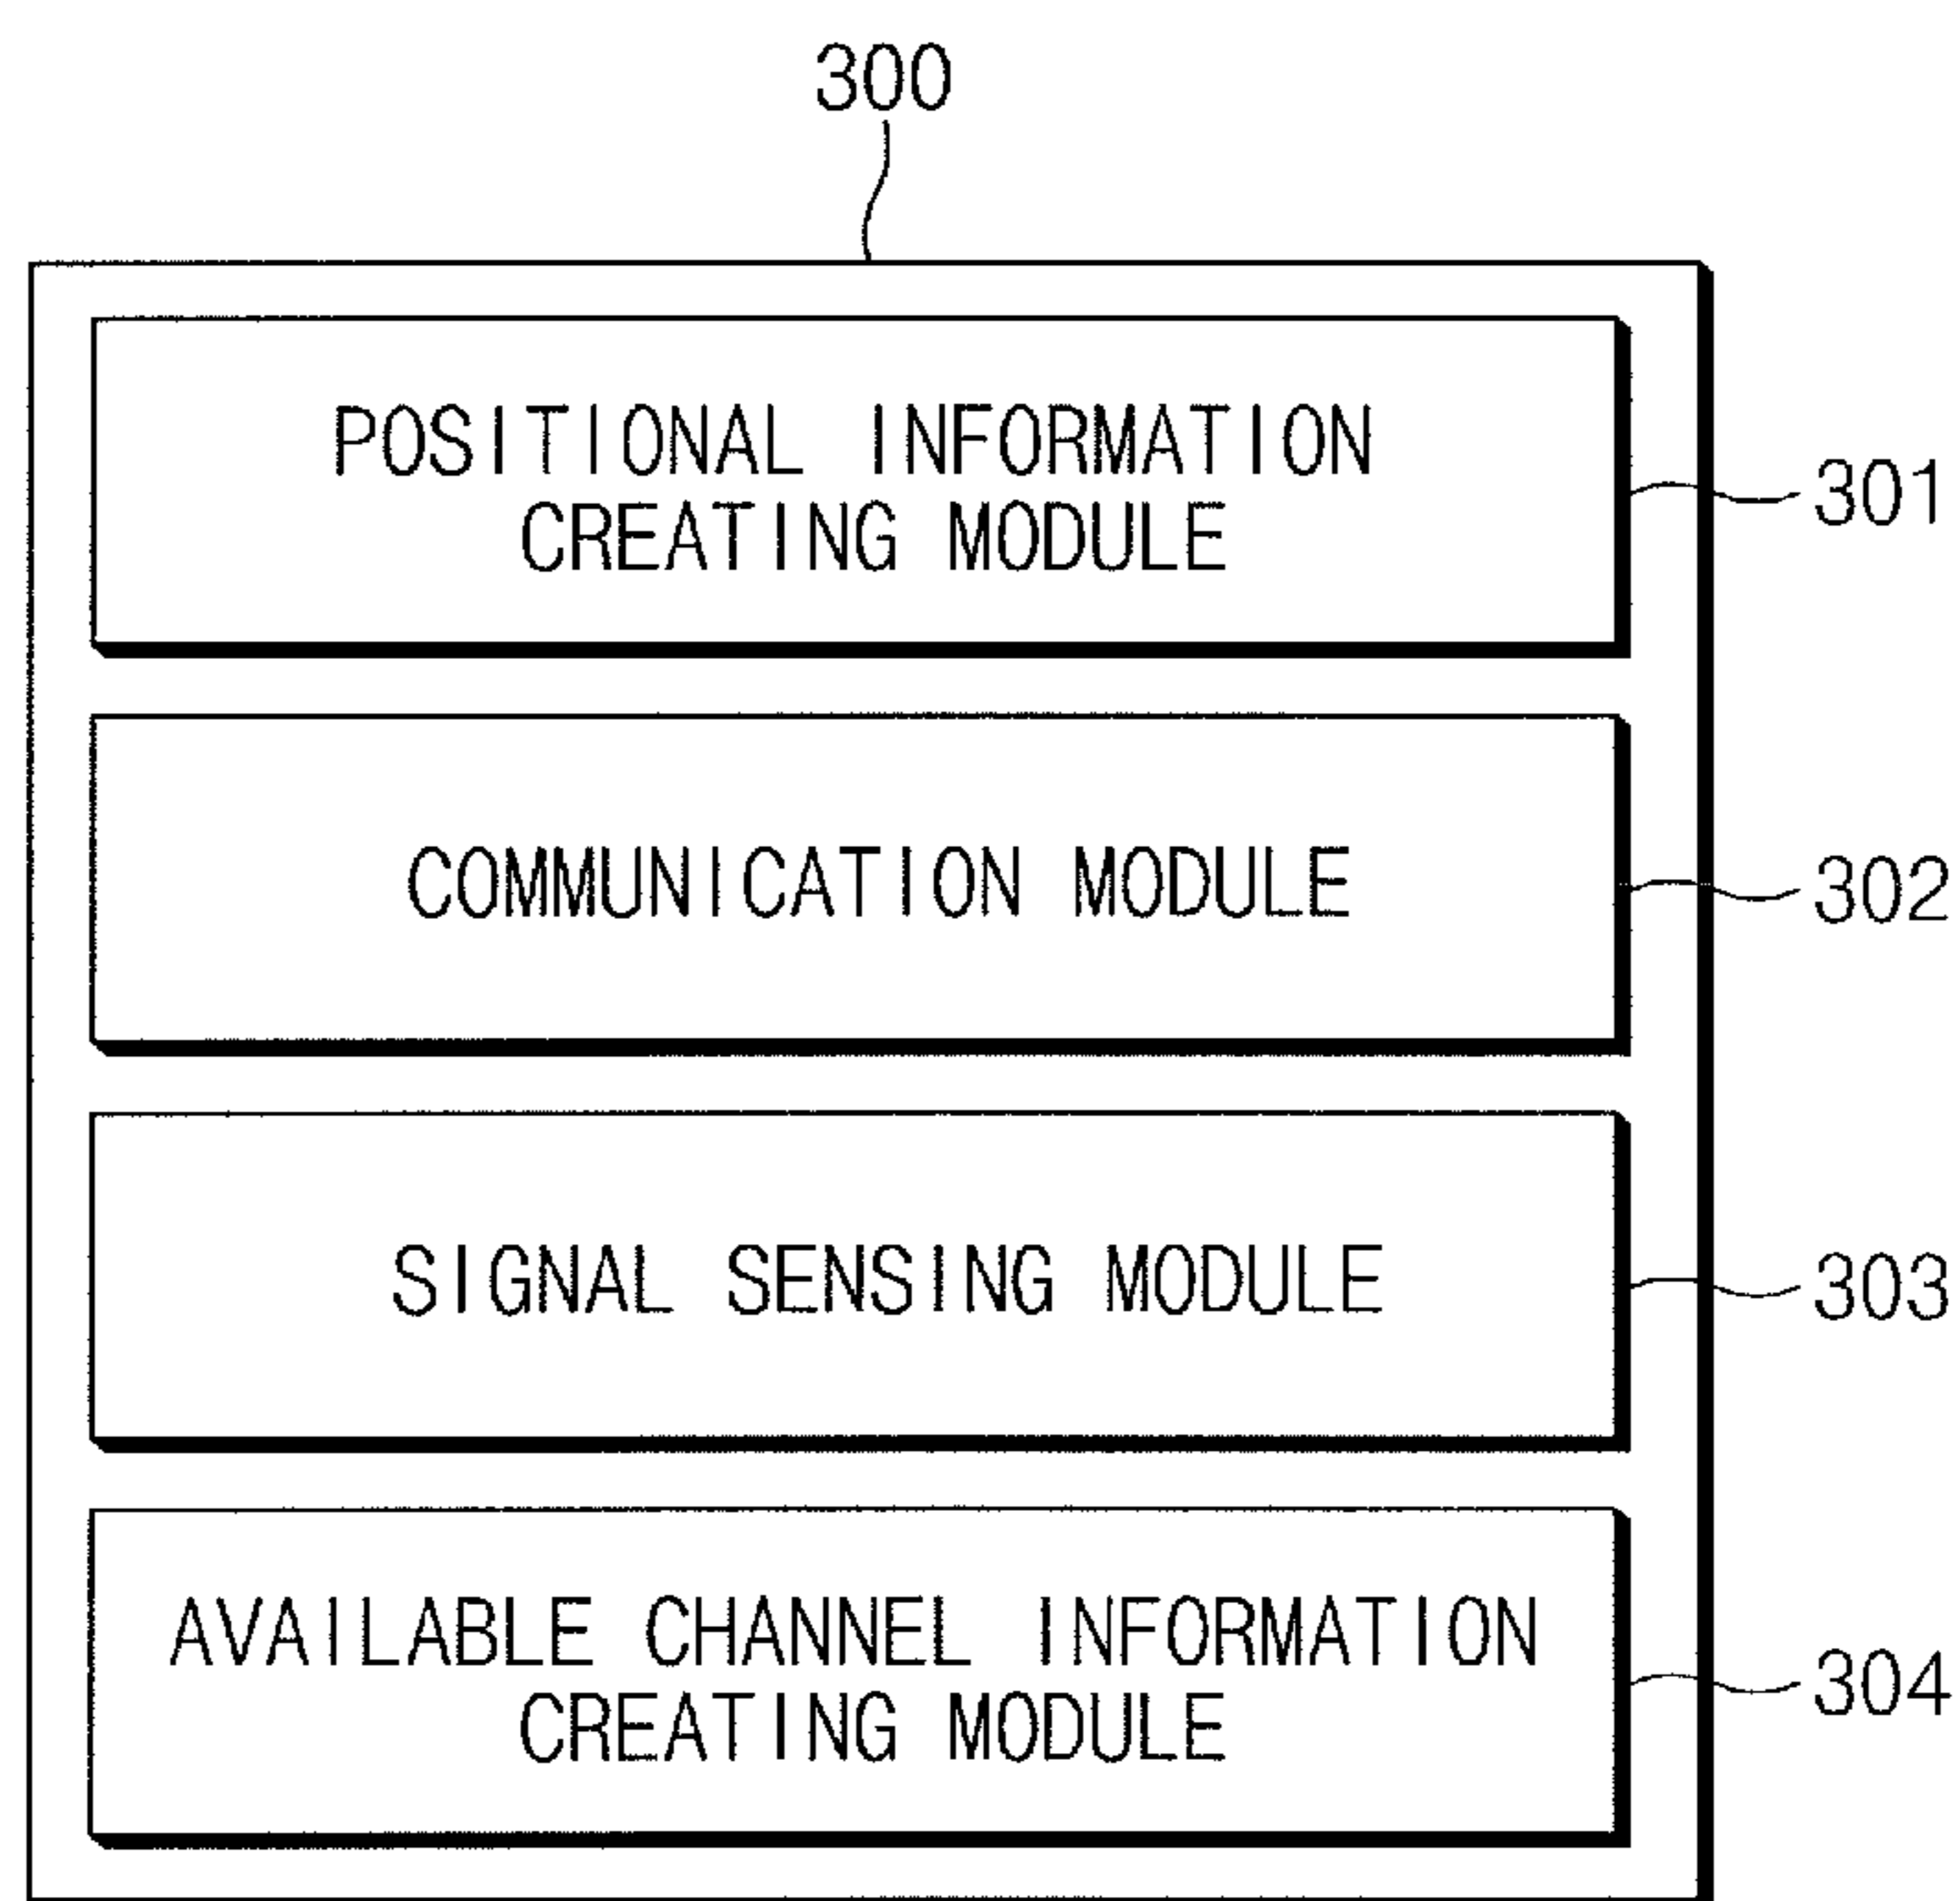 300
POSITIONAL INFORMATION
CREATING MODULE
301
COMMUNICATION MODULE
302
SIGNAL SENSING MODULE
303
AVAILABLE CHANNEL INFORMATION
CREATING MODULE
304